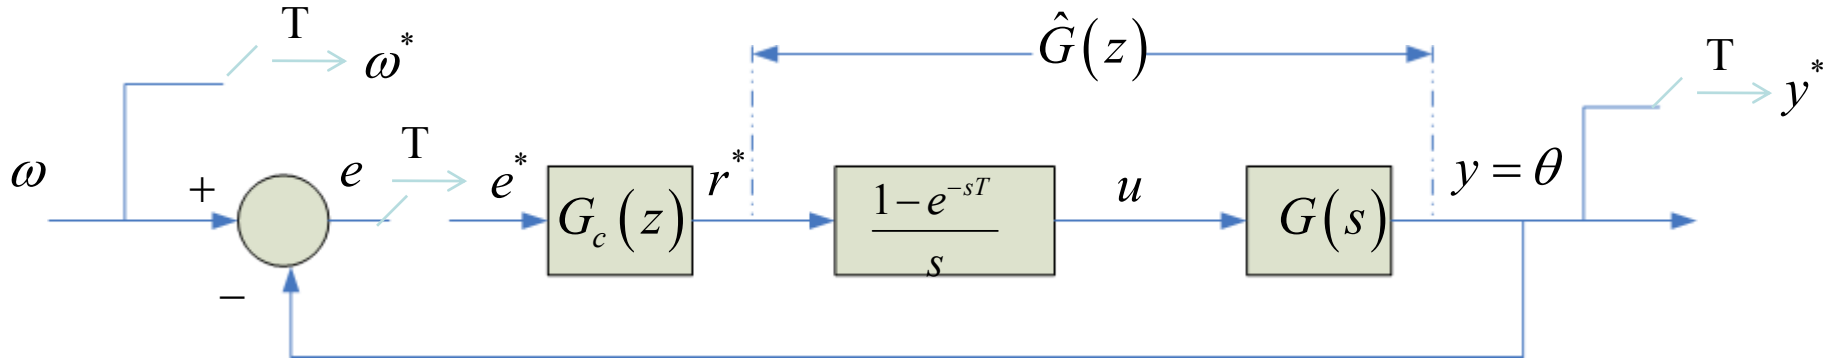 T
ω*
Ĝ(z)
T
y*
ω
+
e
T
e*
G_c(z)
r*
1−e^{−sT}
s
u
G(s)
y = θ
−